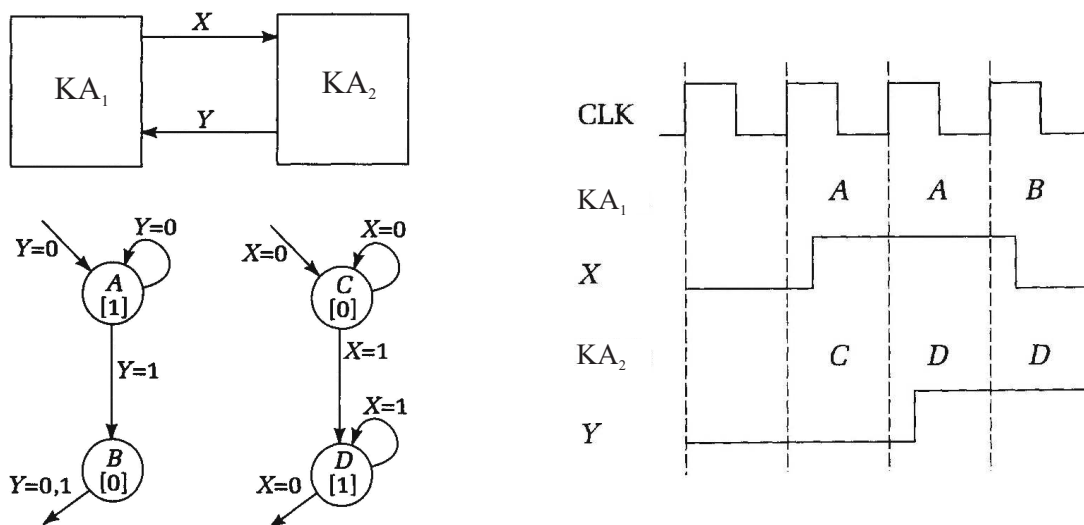 X
KA₁
KA₂
Y
Y=0
Y=0
A
[1]
Y=1
B
[0]
Y=0,1
X=0
X=0
C
[0]
X=1
X=1
D
[1]
X=0
CLK
KA₁ A A B
X
KA₂ C D D
Y